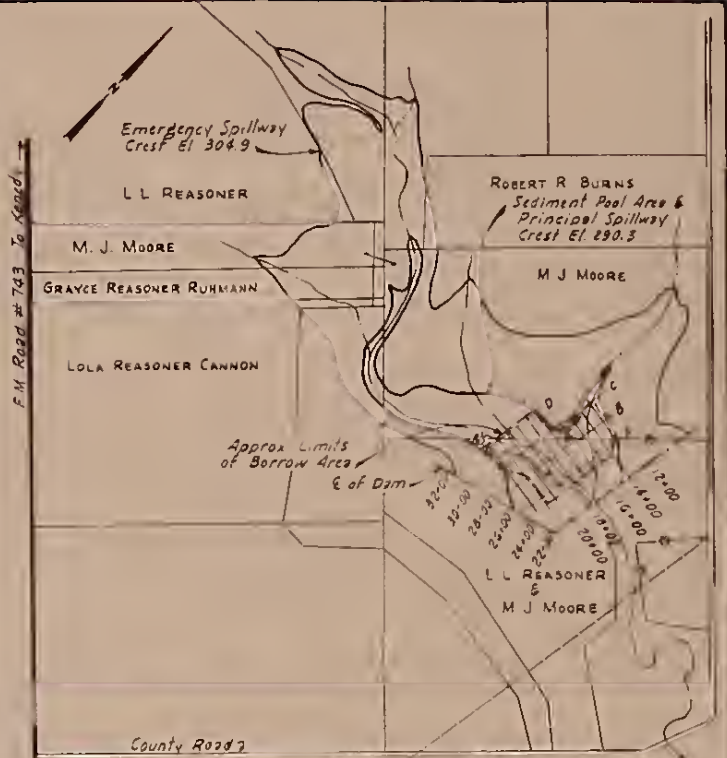 N
Emergency Spillway
Crest El 304.9
L L REASONER
ROBERT R BURNS
Sediment Pool Area &
Principal Spillway
Crest El. 290.3
M. J. MOORE
M J MOORE
GRAYCE REASONER RUHMANN
LOLA REASONER CANNON
F.M Road #743 To Kenedy
D
C
B
Approx Limits
of Borrow Area
℄ of Dam
32+00
30+00
28+00
26+00
24+00
22+
20+00
18+00
16+00
14+00
12+00
L L REASONER
&
M J MOORE
County Road